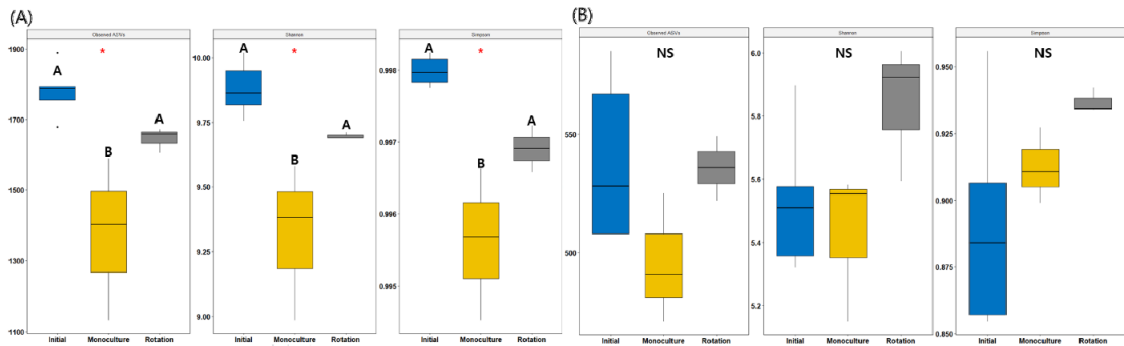 (A)
Observed ASVs
Shannon
Simpson
1900
1700
1500
1300
1100
A
*
B
A
Initial
Monoculture
Rotation
10.00
9.75
9.50
9.25
9.00
A
*
B
A
Initial
Monoculture
Rotation
0.998
0.997
0.996
0.995
A
*
B
A
Initial
Monoculture
Rotation
(B)
Observed ASVs
Shannon
Simpson
550
500
NS
Initial
Monoculture
Rotation
6.0
5.8
5.6
5.4
5.2
NS
Initial
Monoculture
Rotation
0.950
0.925
0.900
0.875
0.850
NS
Initial
Monoculture
Rotation